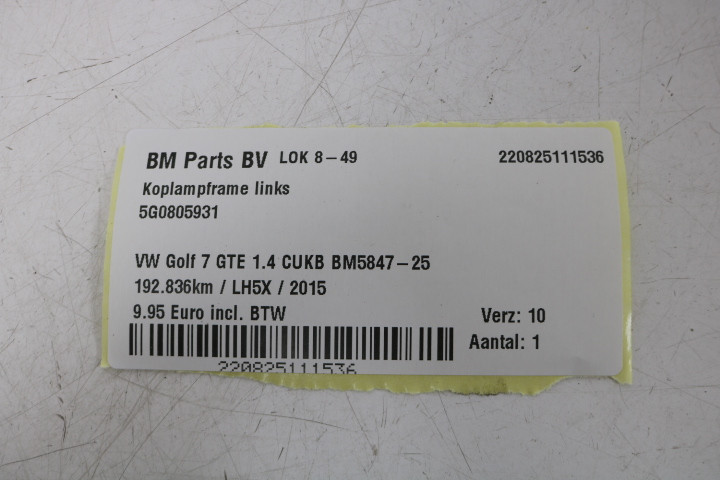 BM Parts BV LOK 8-49 220825111536
Koplampframe links
5G0805931
VW Golf 7 GTE 1.4 CUKB BM5847-25
192.836km / LH5X / 2015
9.95 Euro incl. BTW Verz: 10
Aantal: 1
220825111536